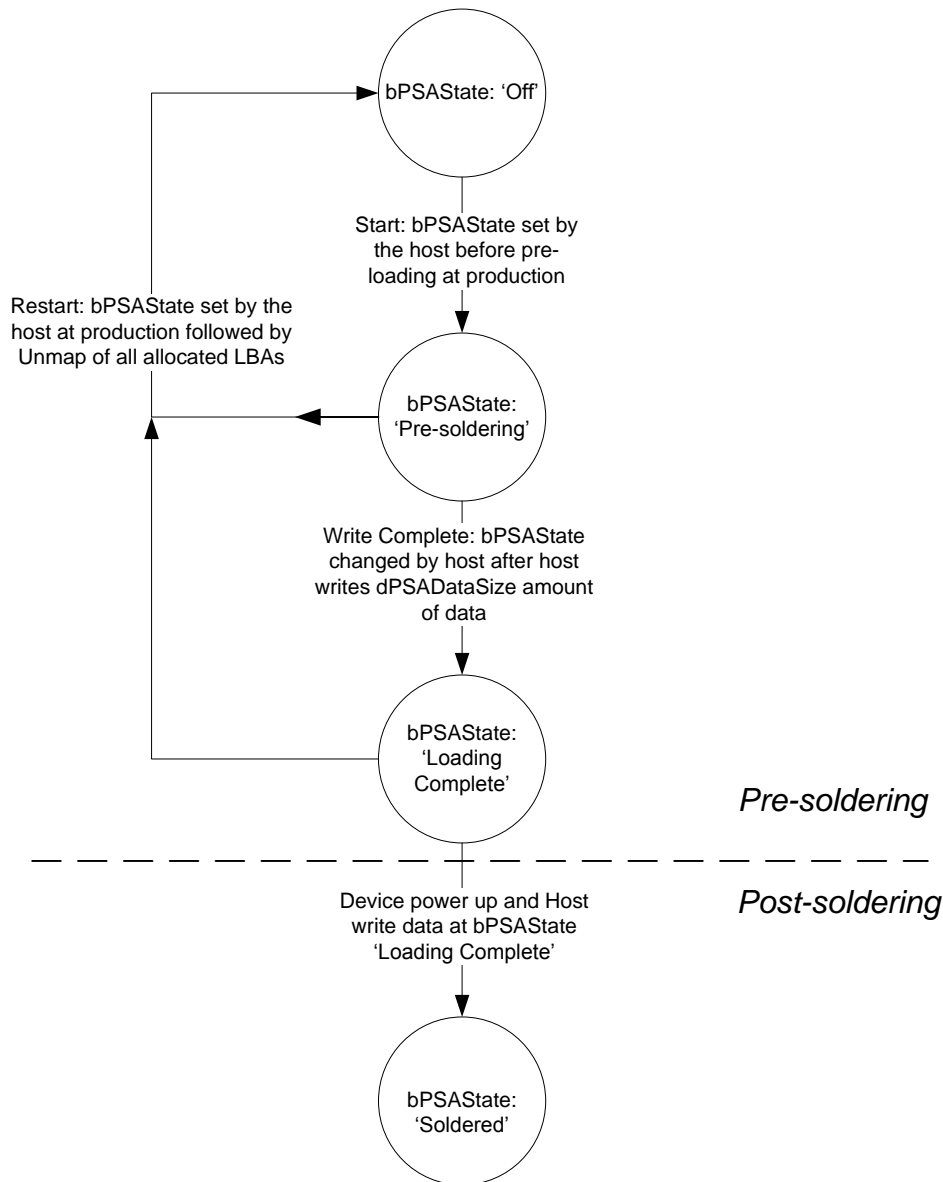 bPSAState: ‘Off’
Start: bPSAState set by
the host before pre-
loading at production
Restart: bPSAState set by the
host at production followed by
Unmap of all allocated LBAs
bPSAState:
‘Pre-soldering’
Write Complete: bPSAState
changed by host after host
writes dPSADataSize amount
of data
bPSAState:
‘Loading
Complete’
Pre-soldering
Post-soldering
Device power up and Host
write data at bPSAState
‘Loading Complete’
bPSAState:
‘Soldered’